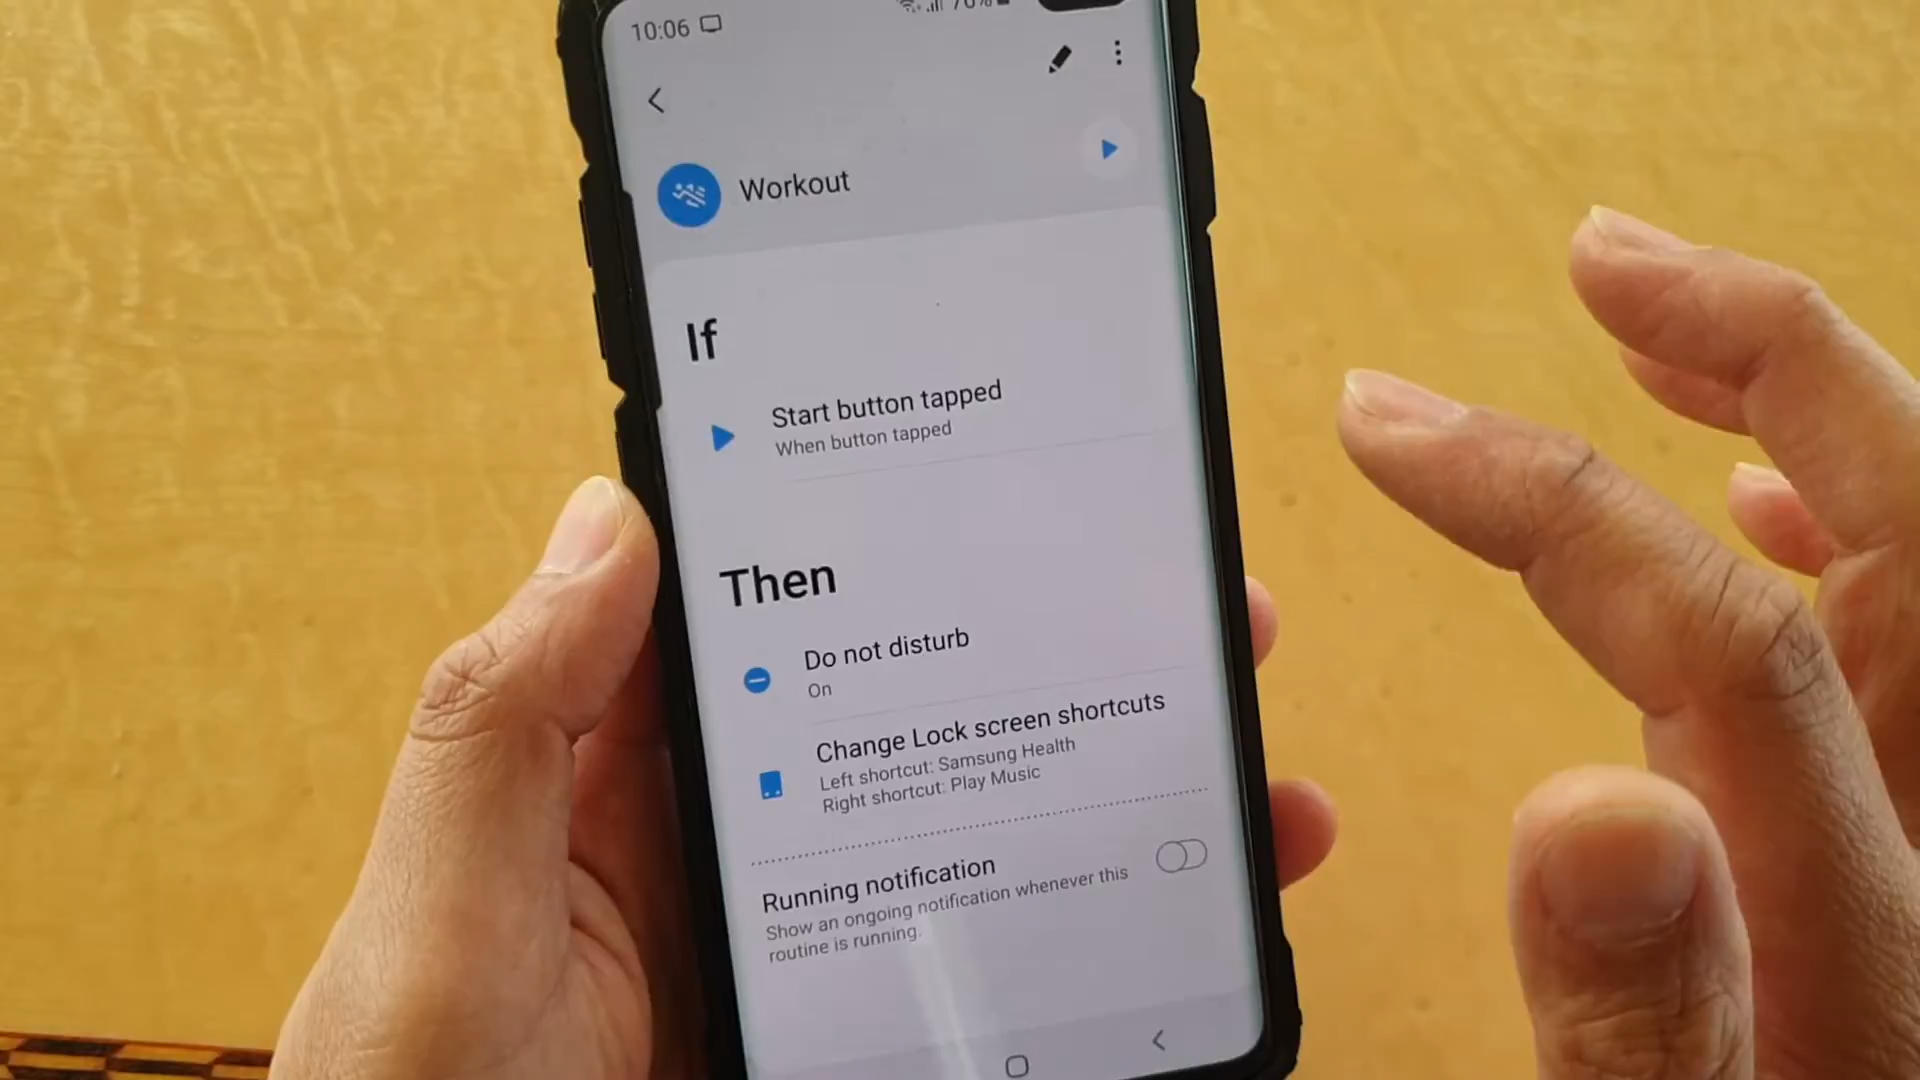 10:06
Workout
If
Start button tapped
When button tapped
Then
Do not disturb
On
Change Lock screen shortcuts
Left shortcut: Samsung Health
Right shortcut: Play Music
Running notification
Show an ongoing notification whenever this
routine is running.